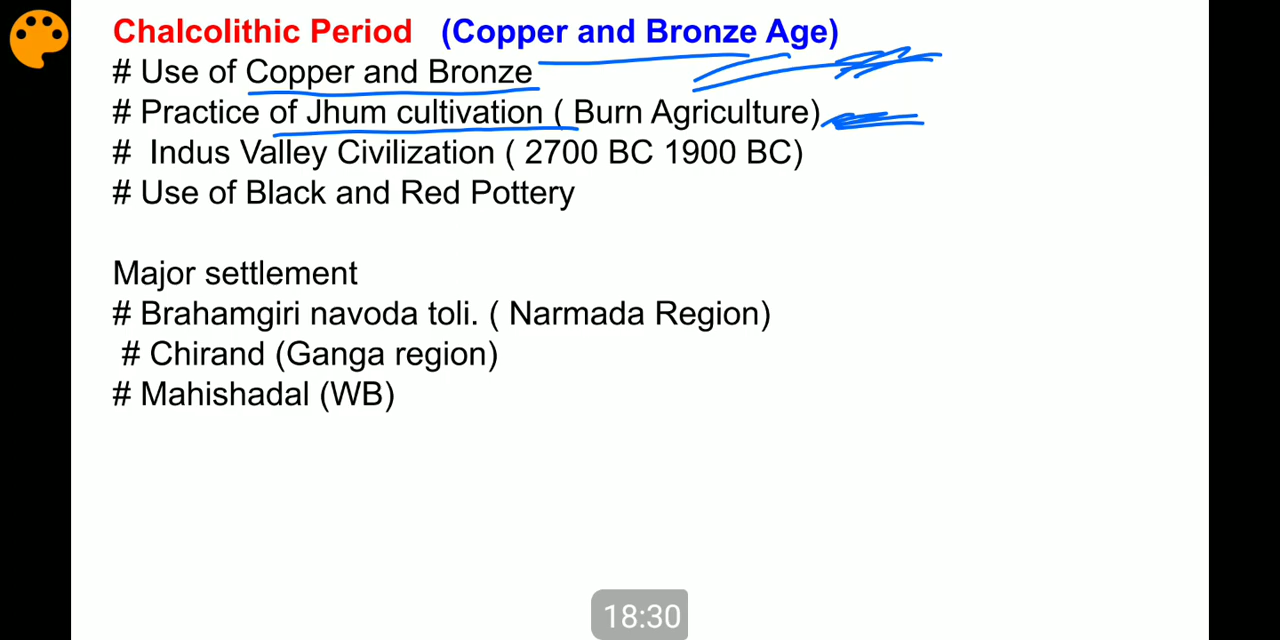 Chalcolithic Period (Copper and Bronze Age)
# Use of Copper and Bronze
# Practice of Jhum cultivation ( Burn Agriculture)
# Indus Valley Civilization ( 2700 BC 1900 BC)
# Use of Black and Red Pottery
Major settlement
# Brahamgiri navoda toli. ( Narmada Region)
# Chirand (Ganga region)
# Mahishadal (WB)
18:30